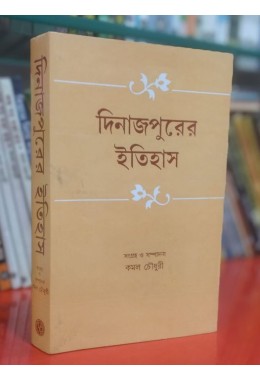 দিনাজপুরের
ইতিহাস
সংগ্রহ ও সম্পাদনা
কমল চৌধুরী
দিনাজপুরের ইতিহাস